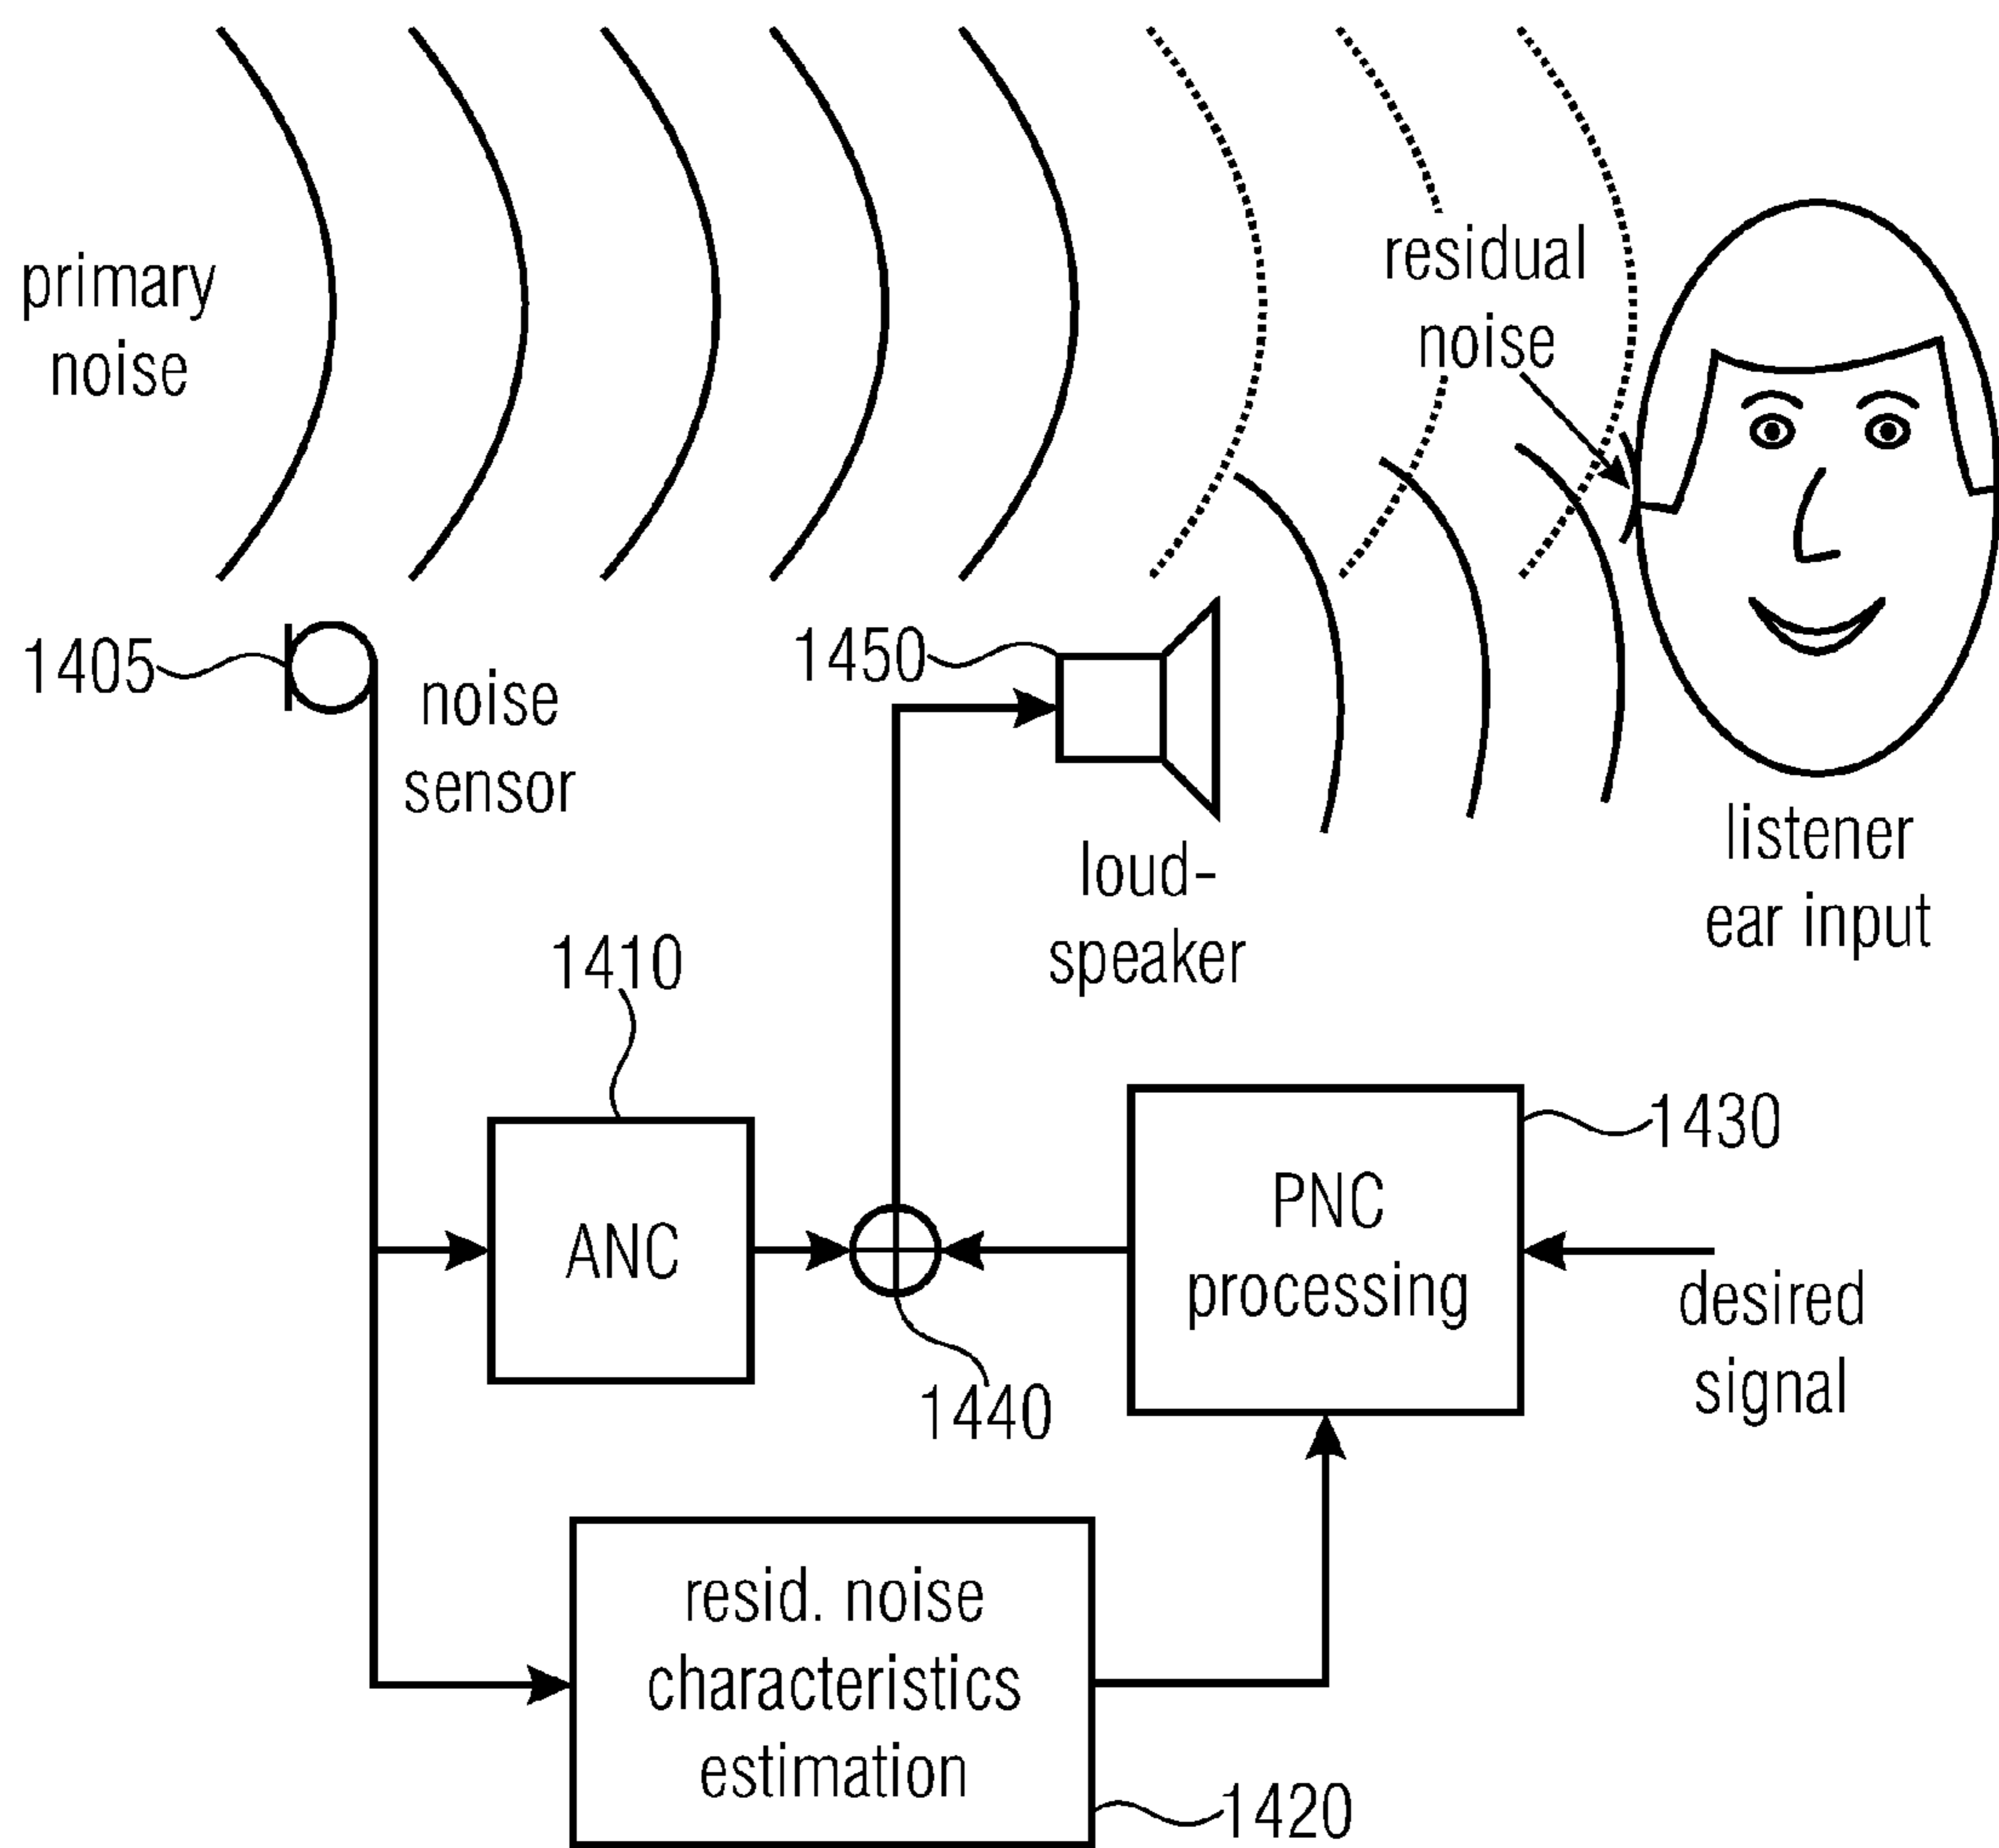 primary
noise
residual
noise
1405
noise
sensor
1450
loud-
speaker
listener
ear input
1410
ANC
1440
PNC
processing
1430
desired
signal
resid. noise
characteristics
estimation
1420